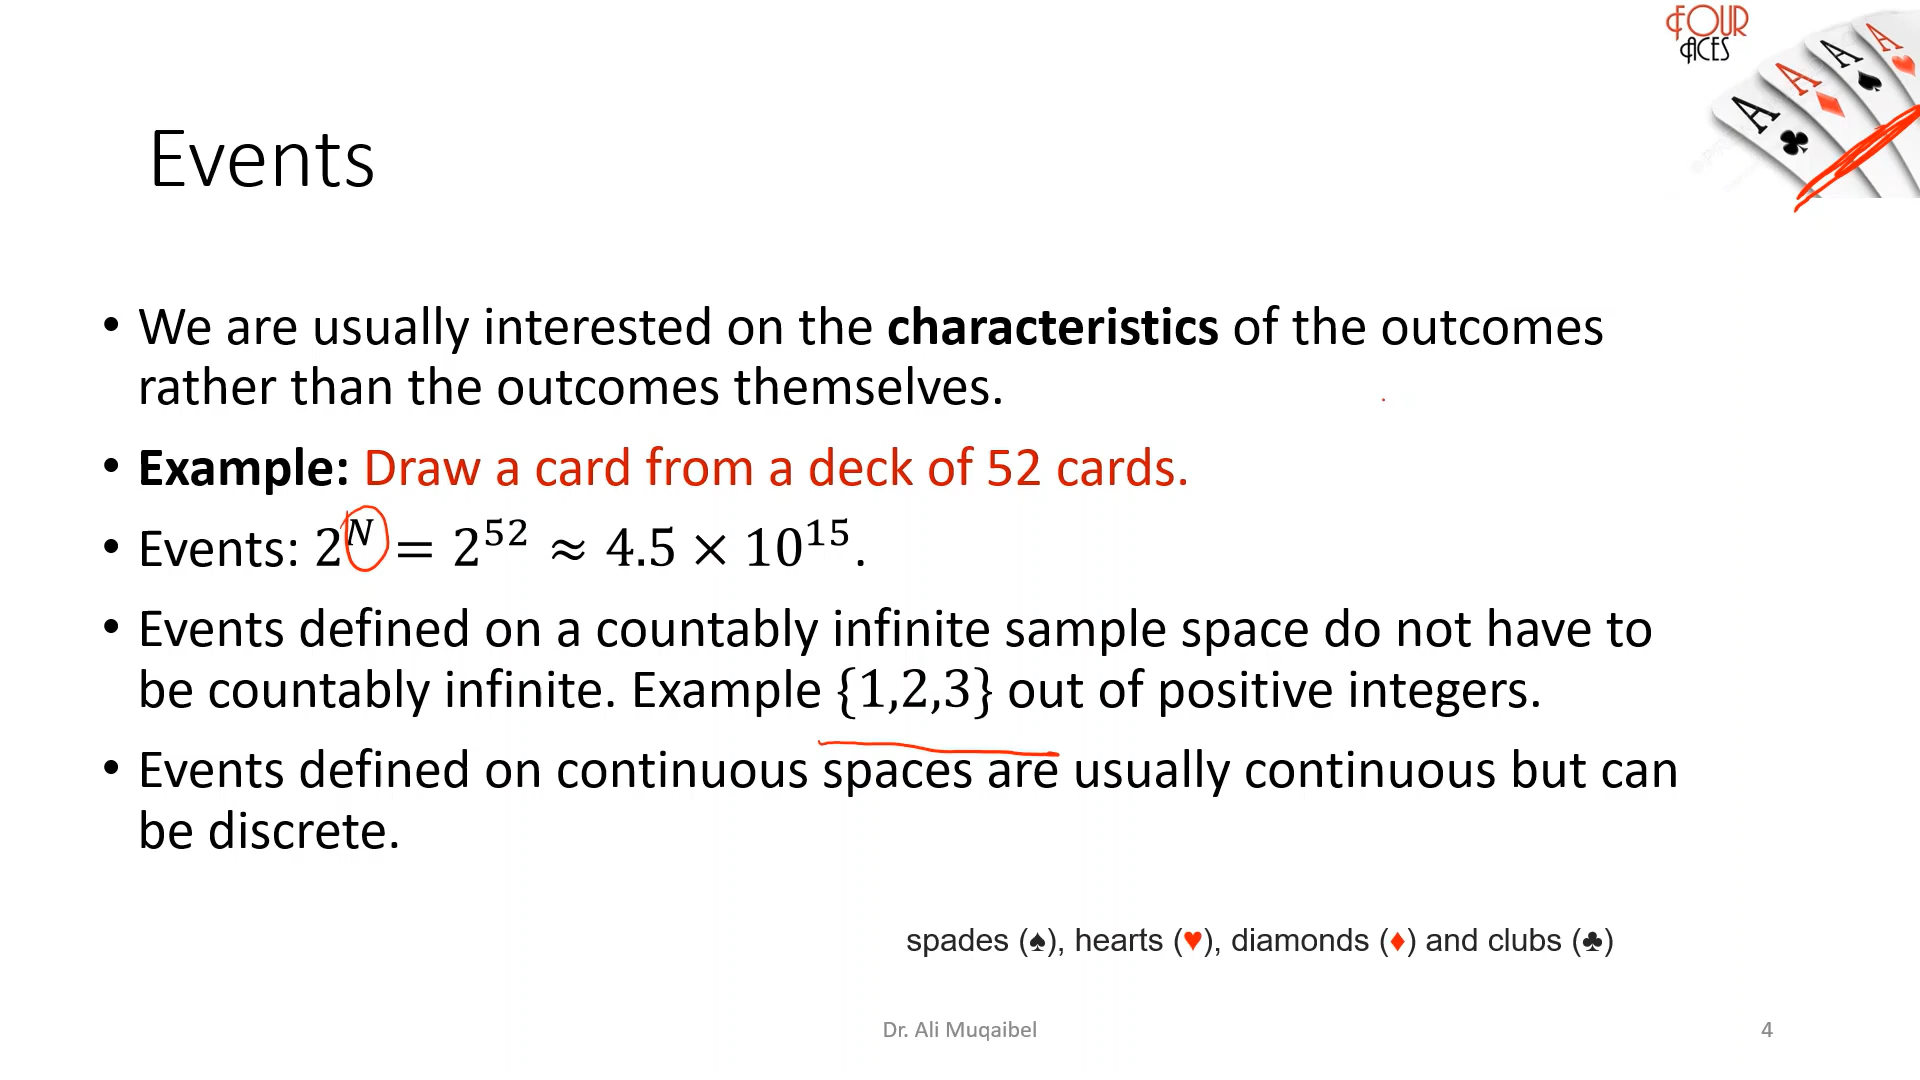 FOUR
ACES
A A A A
Events
• We are usually interested on the characteristics of the outcomes
rather than the outcomes themselves.
• Example: Draw a card from a deck of 52 cards.
• Events: 2^N = 2^52 ≈ 4.5 × 10^15.
• Events defined on a countably infinite sample space do not have to
be countably infinite. Example {1,2,3} out of positive integers.
• Events defined on continuous spaces are usually continuous but can
be discrete.
spades (♠), hearts (♥), diamonds (♦) and clubs (♣)
Dr. Ali Muqaibel
4